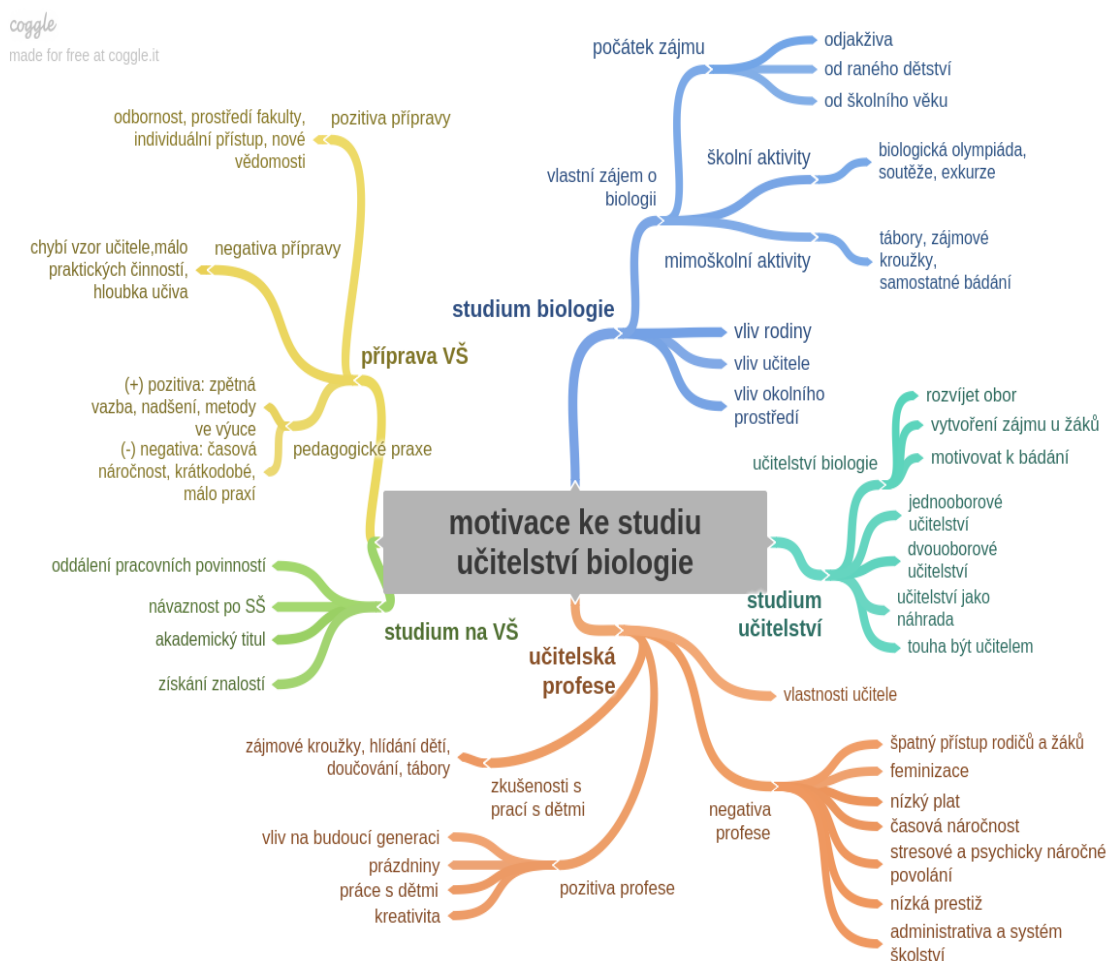 coggle
made for free at coggle.it
motivace ke studiu
učitelství biologie
studium biologie
vlastní zájem o
biologii
počátek zájmu
odjakživa
od raného dětství
od školního věku
školní aktivity
biologická olympiáda,
soutěže, exkurze
mimoškolní aktivity
tábory, zájmové
kroužky,
samostatné bádání
vliv rodiny
vliv učitele
vliv okolního
prostředí
studium
učitelství
učitelství biologie
rozvíjet obor
vytvoření zájmu u žáků
motivovat k bádání
jednooborové
učitelství
dvouoborové
učitelství
učitelství jako
náhrada
touha být učitelem
učitelská
profese
vlastnosti učitele
negativa
profese
špatný přístup rodičů a žáků
feminizace
nízký plat
časová náročnost
stresové a psychicky náročné
povolání
nízká prestiž
administrativa a systém
školství
pozitiva profese
vliv na budoucí generaci
prázdniny
práce s dětmi
kreativita
zkušenosti s
prací s dětmi
zájmové kroužky, hlídání dětí,
doučování, tábory
studium na VŠ
oddálení pracovních povinností
návaznost po SŠ
akademický titul
získání znalostí
příprava VŠ
pozitiva přípravy
odbornost, prostředí fakulty,
individuální přístup, nové
vědomosti
negativa přípravy
chybí vzor učitele,málo
praktických činností,
hloubka učiva
pedagogické praxe
(+) pozitiva: zpětná
vazba, nadšení, metody
ve výuce
(-) negativa: časová
náročnost, krátkodobé,
málo praxí